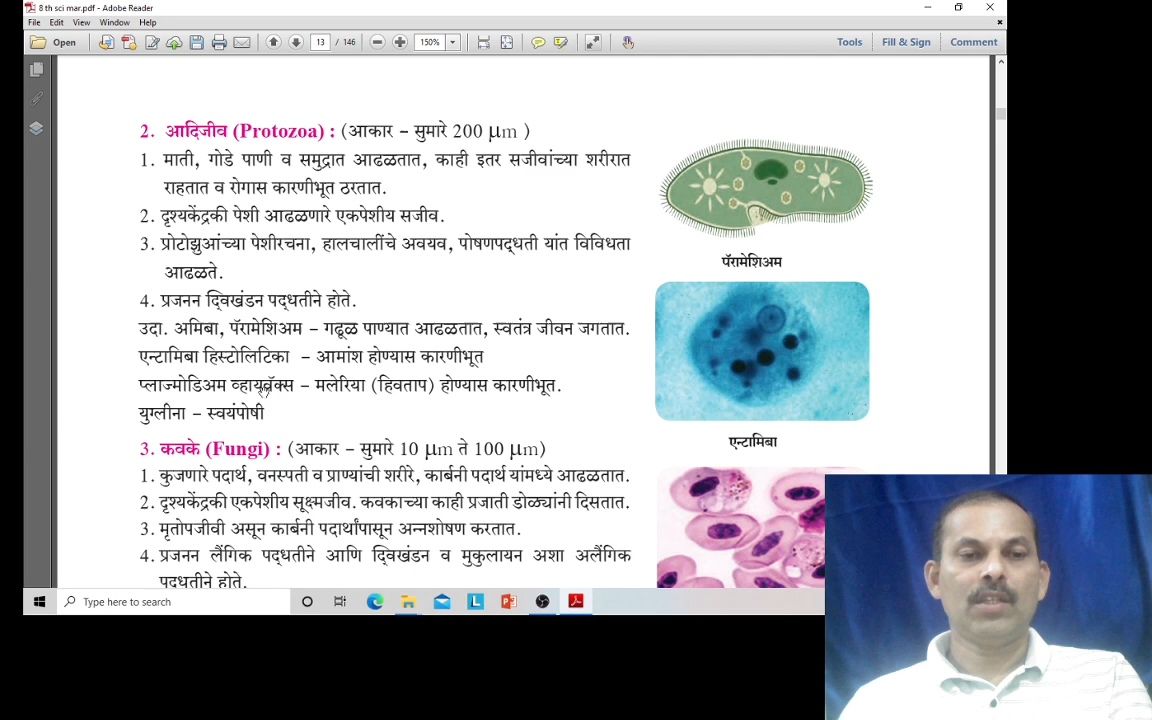 8 th sci mar.pdf - Adobe Reader
File Edit View Window Help
Open 13 / 146 150% Tools Fill & Sign Comment
2. आदिजीव (Protozoa) : (आकार – सुमारे 200 μm )
1. माती, गोडे पाणी व समुद्रात आढळतात, काही इतर सजीवांच्या शरीरात
राहतात व रोगास कारणीभूत ठरतात.
2. दृश्यकेंद्रकी पेशी आढळणारे एकपेशीय सजीव.
3. प्रोटोझुआंच्या पेशीरचना, हालचालींचे अवयव, पोषणपद्धती यांत विविधता
आढळते.
4. प्रजनन द्विखंडन पद्धतीने होते.
उदा. अमिबा, पॅरामेशिअम – गढूळ पाण्यात आढळतात, स्वतंत्र जीवन जगतात.
एन्टामिबा हिस्टोलिटिका – आमांश होण्यास कारणीभूत
प्लाज्मोडिअम व्हायवॅक्स – मलेरिया (हिवताप) होण्यास कारणीभूत.
युग्लीना – स्वयंपोषी
पॅरामेशिअम
एन्टामिबा
3. कवके (Fungi) : (आकार – सुमारे 10 μm ते 100 μm)
1. कुजणारे पदार्थ, वनस्पती व प्राण्यांची शरीरे, कार्बनी पदार्थ यांमध्ये आढळतात.
2. दृश्यकेंद्रकी एकपेशीय सूक्ष्मजीव. कवकाच्या काही प्रजाती डोळ्यांनी दिसतात.
3. मृतोपजीवी असून कार्बनी पदार्थांपासून अन्नशोषण करतात.
4. प्रजनन लैंगिक पद्धतीने आणि द्विखंडन व मुकुलायन अशा अलैंगिक
पद्धतीने होते.
Type here to search